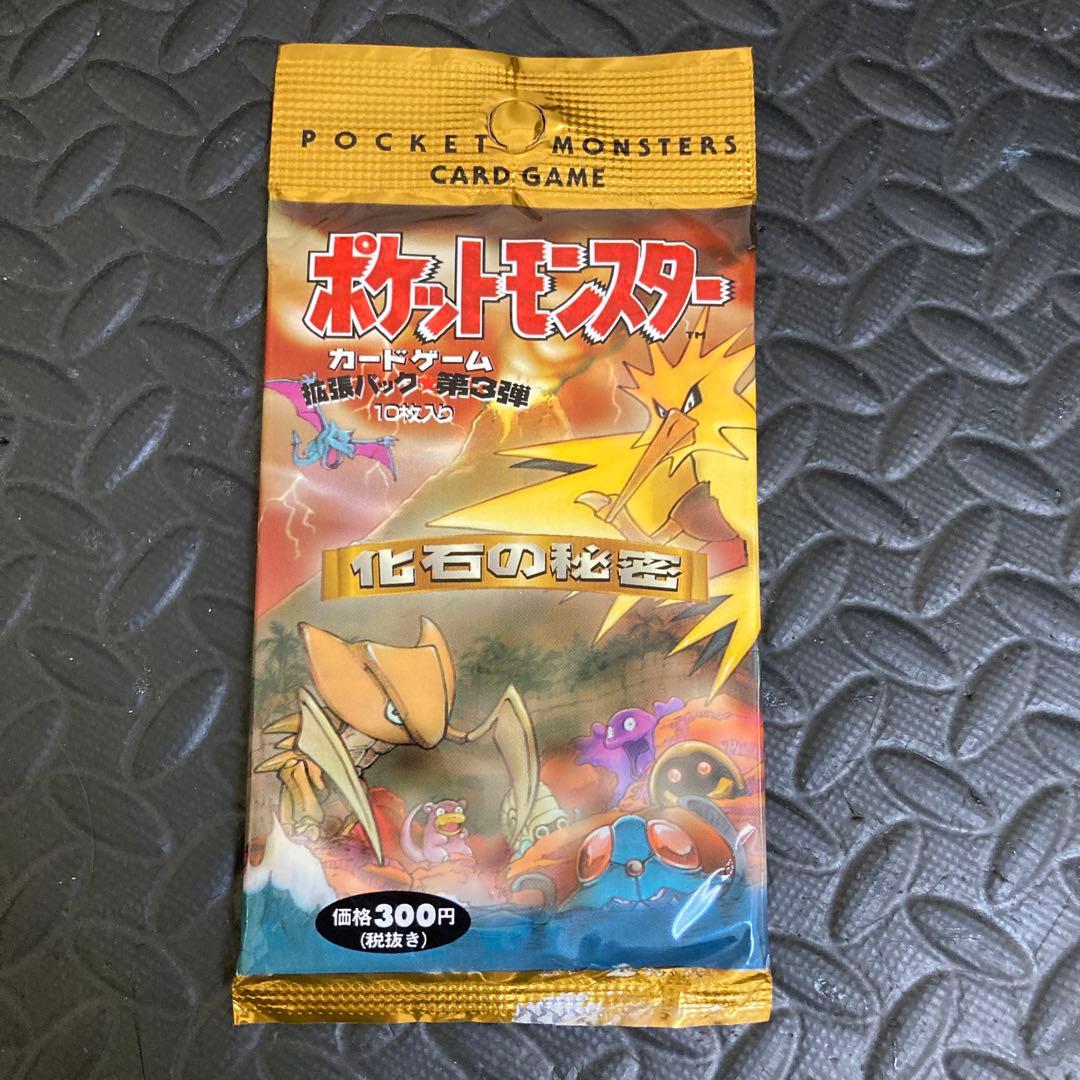 POCKET MONSTERS
CARD GAME
ポケットモンスター
TM
カードゲーム
拡張パック★第3弾
10枚入り
化石の秘密
価格300円
(税抜き)